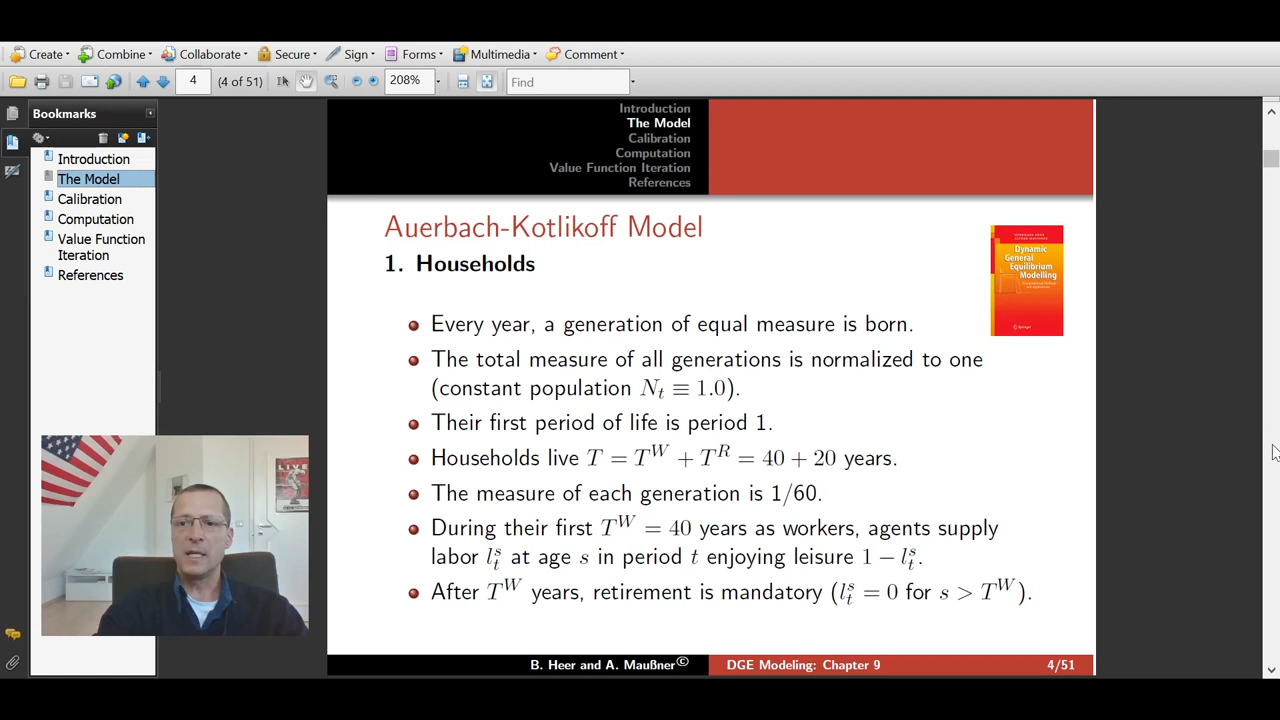 Create Combine Collaborate Secure Sign Forms Multimedia Comment
4 (4 of 51) 208% Find
Bookmarks
Introduction
The Model
Calibration
Computation
Value Function
Iteration
References
Introduction
The Model
Calibration
Computation
Value Function Iteration
References
Auerbach-Kotlikoff Model
1. Households
Dynamic
General
Equilibrium
Modelling
Springer
Every year, a generation of equal measure is born.
The total measure of all generations is normalized to one
(constant population N_t ≡ 1.0).
Their first period of life is period 1.
Households live T = T^W + T^R = 40 + 20 years.
The measure of each generation is 1/60.
During their first T^W = 40 years as workers, agents supply
labor l_t^s at age s in period t enjoying leisure 1 − l_t^s.
After T^W years, retirement is mandatory (l_t^s = 0 for s > T^W).
LIVE
B. Heer and A. Maußner© DGE Modeling: Chapter 9 4/51